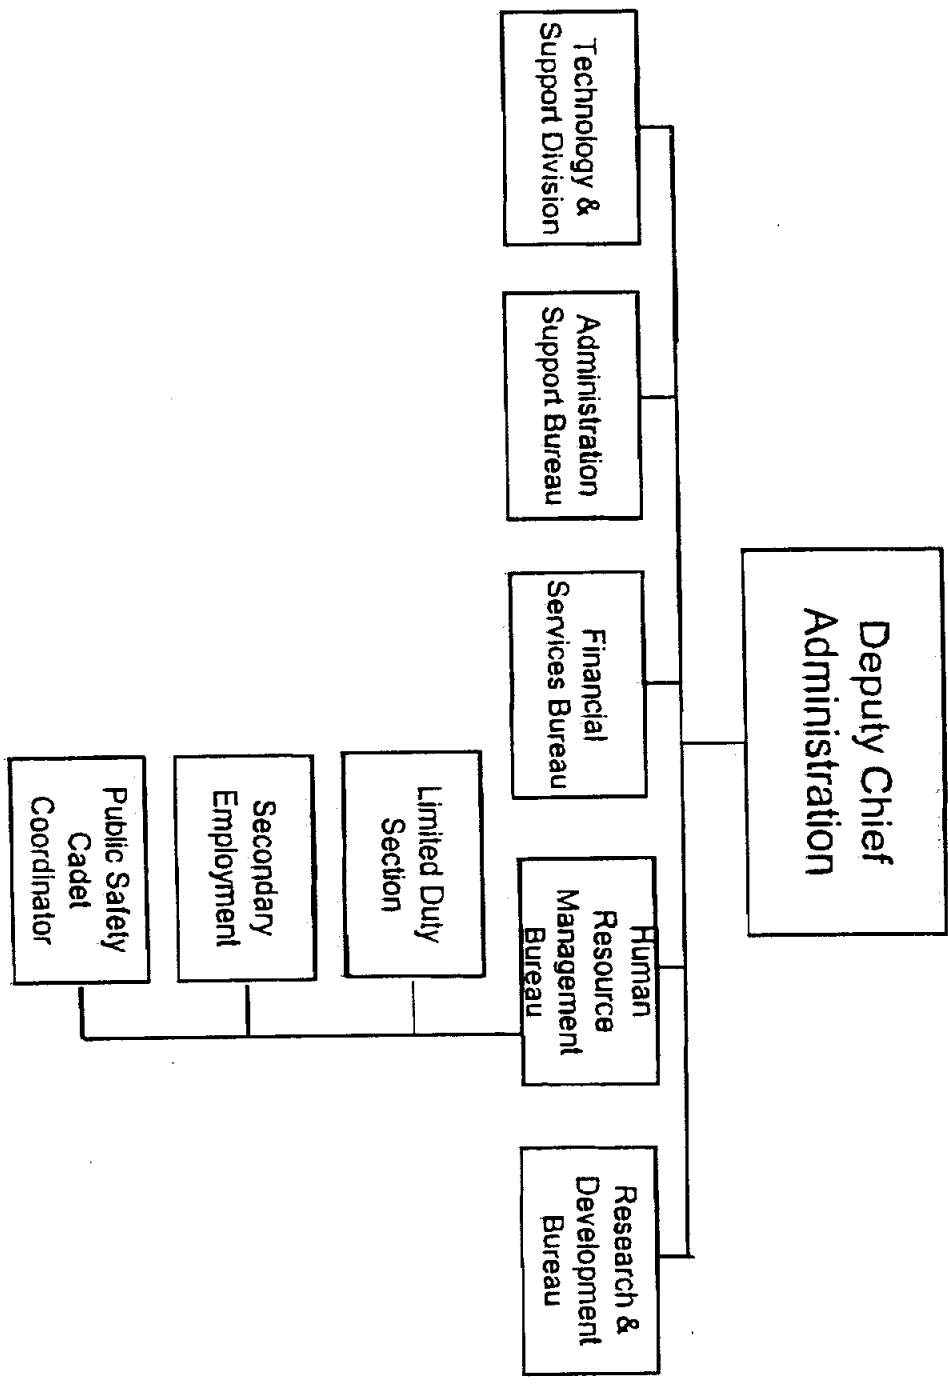 Deputy Chief
Administration
Technology &
Support Division
Administration
Support Bureau
Financial
Services Bureau
Human
Resource
Management
Bureau
Research &
Development
Bureau
Limited Duty
Section
Secondary
Employment
Public Safety
Cadet
Coordinator